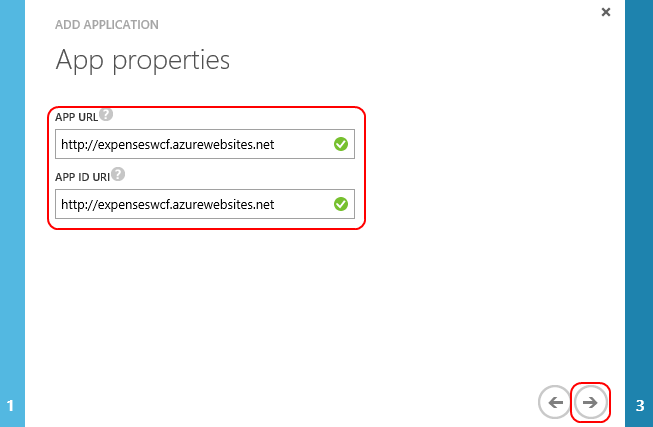 ADD APPLICATION
App properties
APP URL ?
http://expenseswcf.azurewebsites.net
APP ID URI ?
http://expenseswcf.azurewebsites.net
1
3